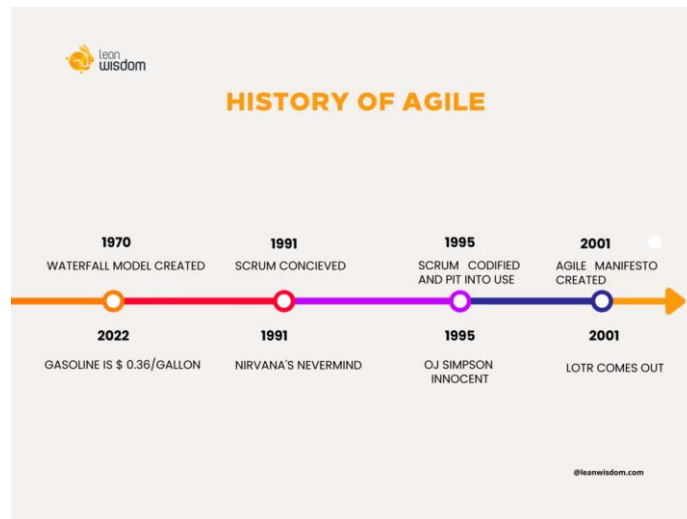 lean
wisdom
HISTORY OF AGILE
1970
WATERFALL MODEL CREATED
1991
SCRUM CONCIEVED
1995
SCRUM CODIFIED
AND PIT INTO USE
2001
AGILE MANIFESTO
CREATED
2022
GASOLINE IS $ 0.36/GALLON
1991
NIRVANA'S NEVERMIND
1995
OJ SIMPSON
INNOCENT
2001
LOTR COMES OUT
@leanwisdom.com